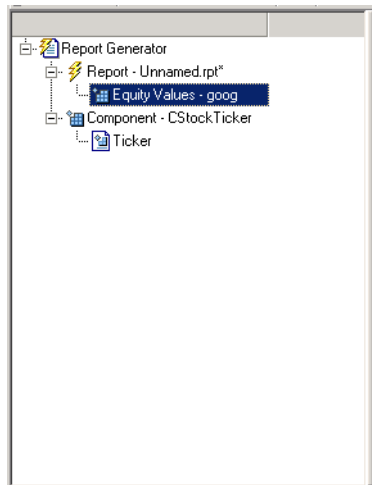 Report Generator
Report - Unnamed.rpt*
Equity Values - goog
Component - CStockTicker
Ticker